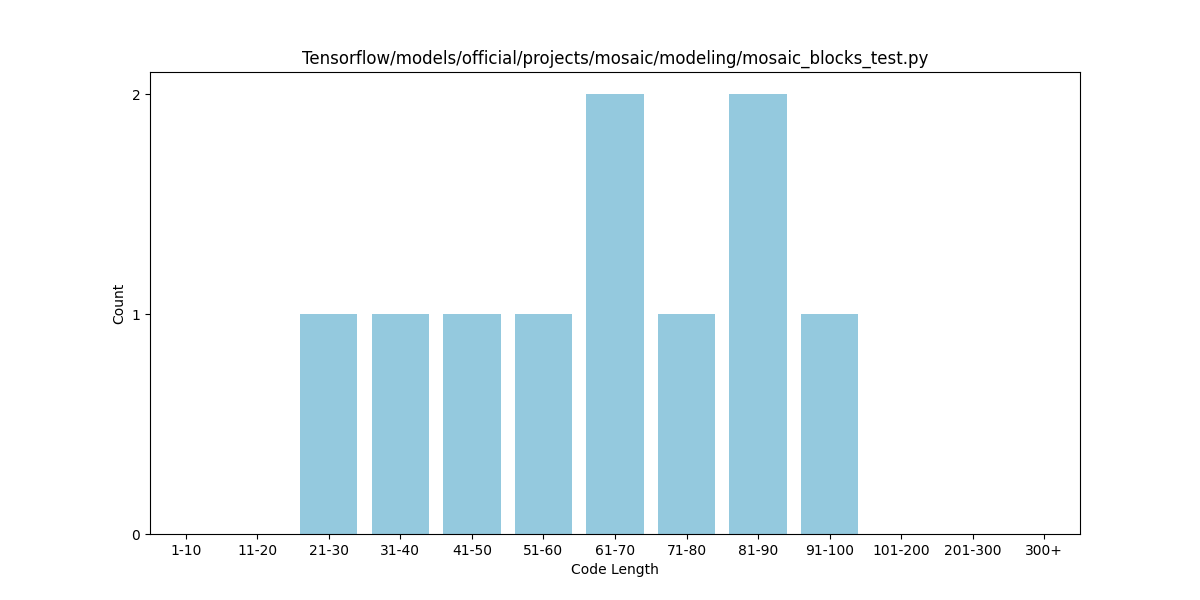 Tensorflow/models/official/projects/mosaic/modeling/mosaic_blocks_test.py
2
1
0
Count
1-10 11-20 21-30 31-40 41-50 51-60 61-70 71-80 81-90 91-100 101-200 201-300 300+
Code Length